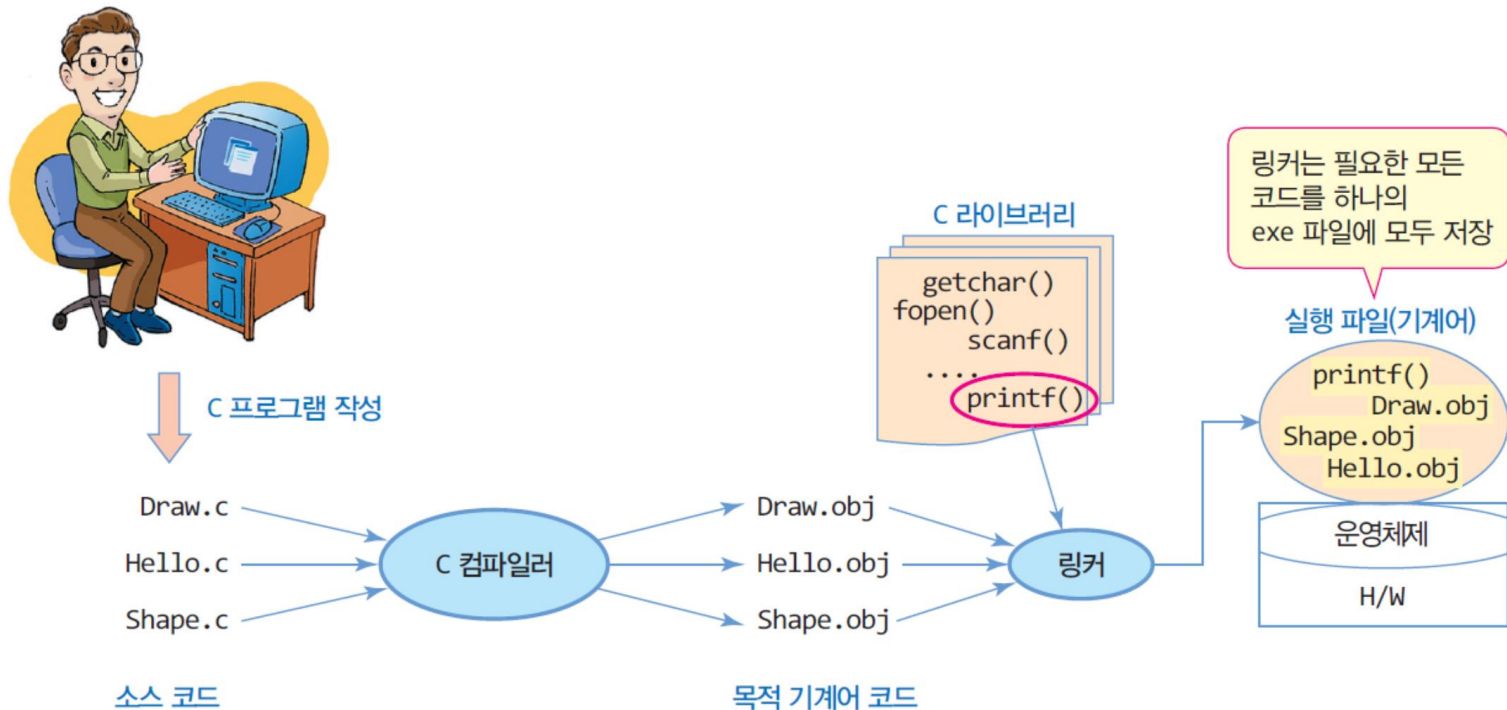 링커는 필요한 모든
코드를 하나의
exe 파일에 모두 저장
C 라이브러리
getchar()
fopen()
scanf()
....
printf()
실행 파일(기계어)
printf()
Draw.obj
Shape.obj
Hello.obj
운영체제
H/W
C 프로그램 작성
Draw.c
Hello.c
Shape.c
C 컴파일러
Draw.obj
Hello.obj
Shape.obj
링커
소스 코드
목적 기계어 코드